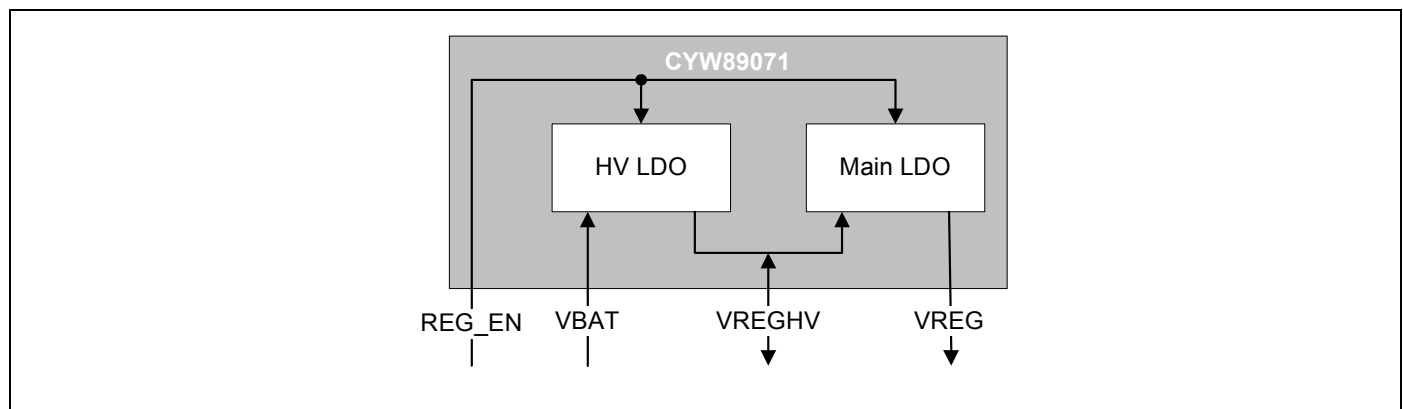 CYW89071
HV LDO
Main LDO
REG_EN
VBAT
VREGHV
VREG